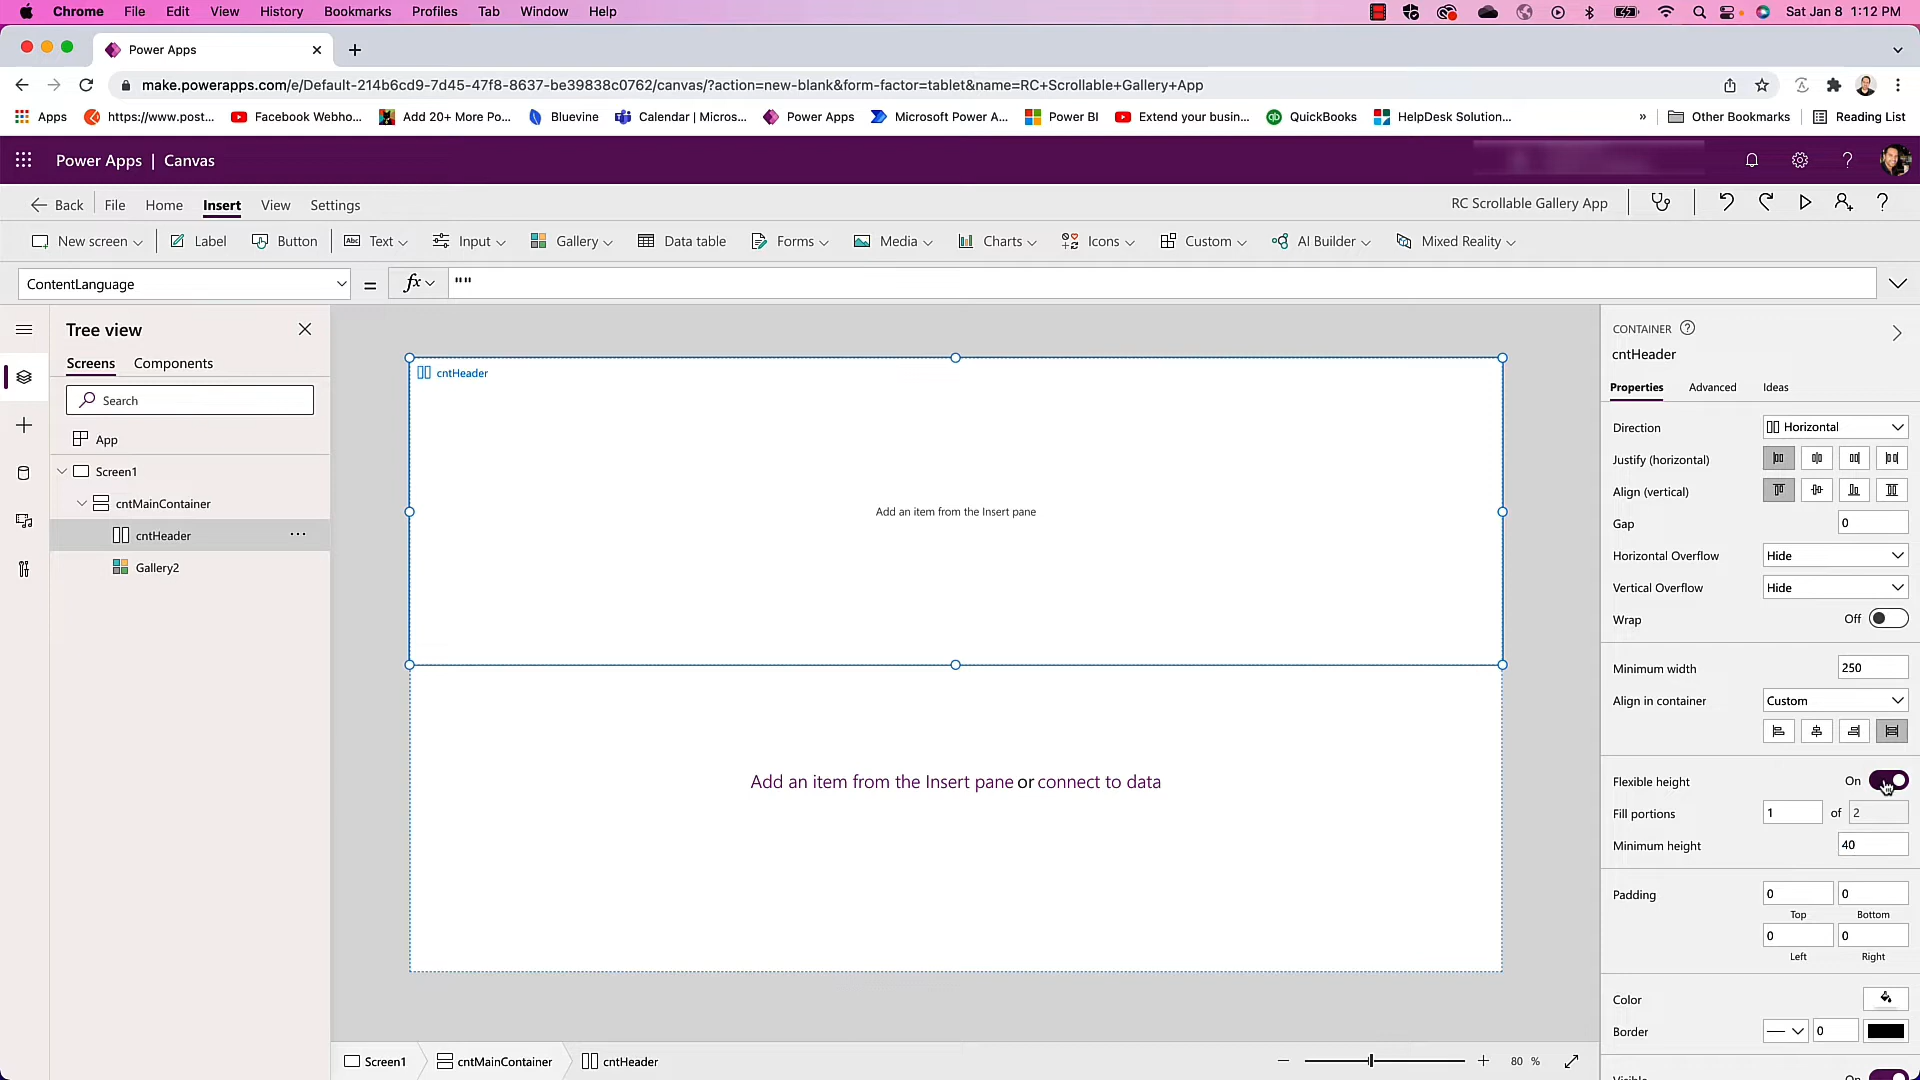 Chrome File Edit View History Bookmarks Profiles Tab Window Help Sat Jan 8 1:12 PM
Power Apps
make.powerapps.com/e/Default-214b6cd9-7d45-47f8-8637-be39838c0762/canvas/?action=new-blank&form-factor=tablet&name=RC+Scrollable+Gallery+App
Apps https://www.post... Facebook Webho... Add 20+ More Po... Bluevine Calendar | Micros... Power Apps Microsoft Power A... Power BI Extend your busin... QuickBooks HelpDesk Solution... » Other Bookmarks Reading List
Power Apps | Canvas
Back File Home Insert View Settings RC Scrollable Gallery App
New screen Label Button Text Input Gallery Data table Forms Media Charts Icons Custom AI Builder Mixed Reality
ContentLanguage = fx ""
Tree view
Screens Components
Search
App
Screen1
cntMainContainer
cntHeader ...
Gallery2
cntHeader
Add an item from the Insert pane
Add an item from the Insert pane or connect to data
CONTAINER ?
cntHeader
Properties Advanced Ideas
Direction Horizontal
Justify (horizontal)
Align (vertical)
Gap 0
Horizontal Overflow Hide
Vertical Overflow Hide
Wrap Off
Minimum width 250
Align in container Custom
Flexible height On
Fill portions 1 of 2
Minimum height 40
Padding 0 0
Top Bottom
0 0
Left Right
Color
Border 0
Visible On
Screen1 cntMainContainer cntHeader 80 %